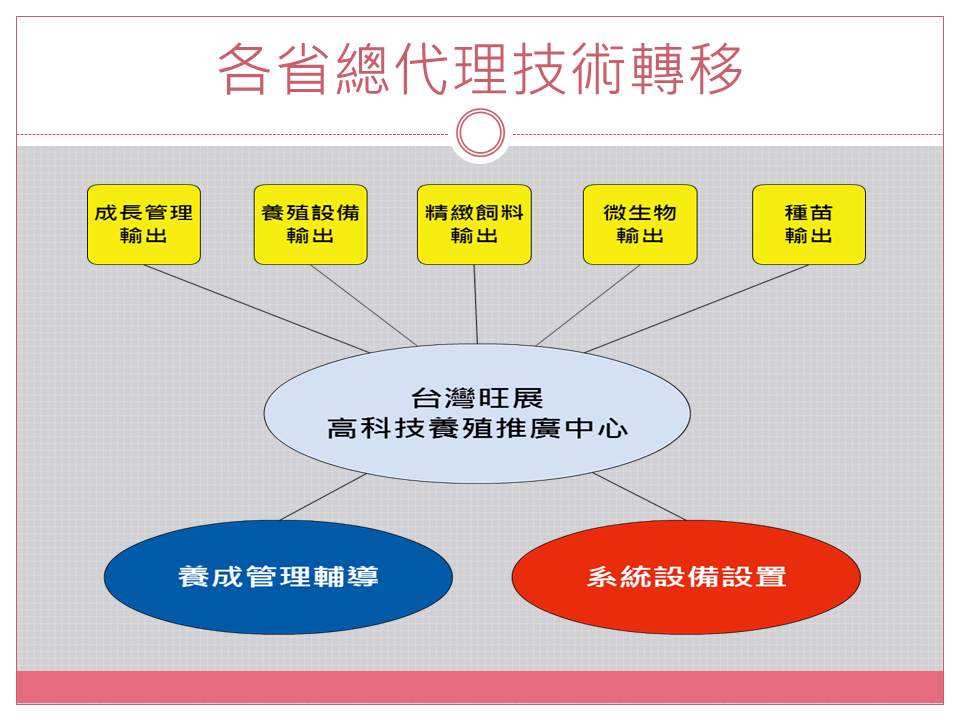 各省總代理技術轉移
成長管理
輸出
養殖設備
輸出
精緻飼料
輸出
微生物
輸出
種苗
輸出
台灣旺展
高科技養殖推廣中心
養成管理輔導
系統設備設置